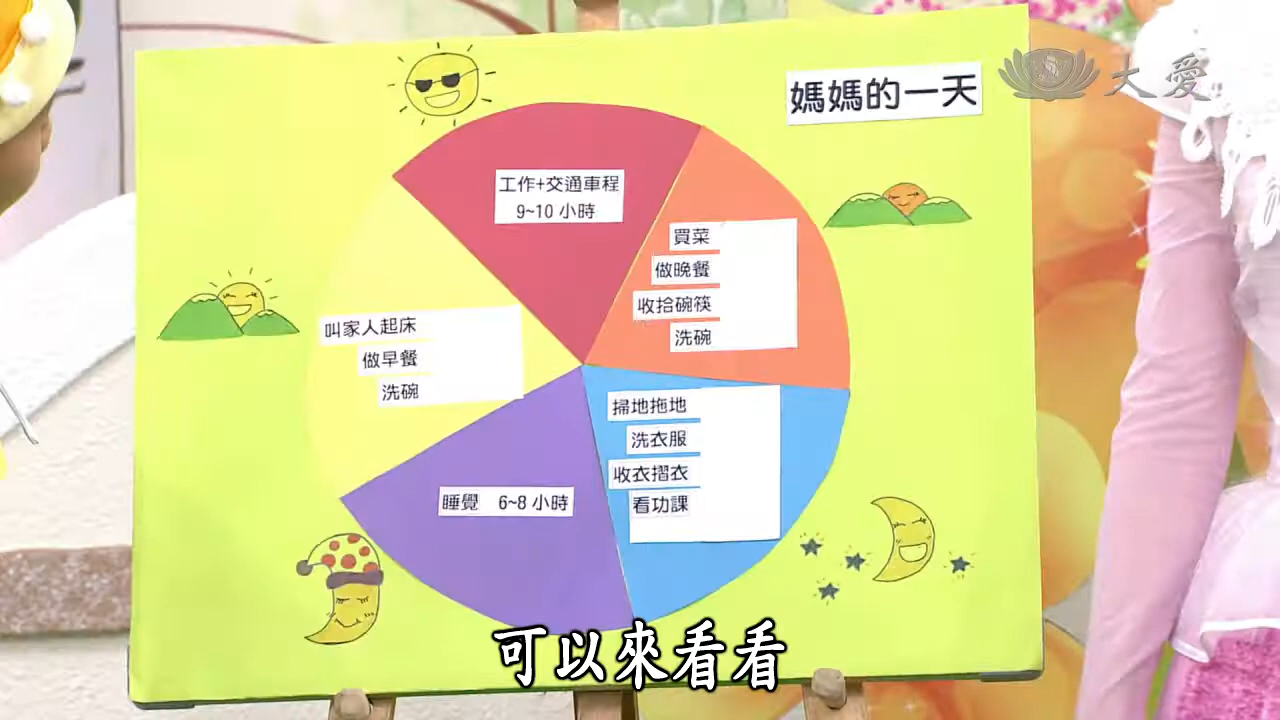 大愛
媽媽的一天
工作+交通車程
9~10 小時
買菜
做晚餐
收拾碗筷
洗碗
叫家人起床
做早餐
洗碗
掃地拖地
洗衣服
收衣摺衣
看功課
睡覺 6~8 小時
可以來看看